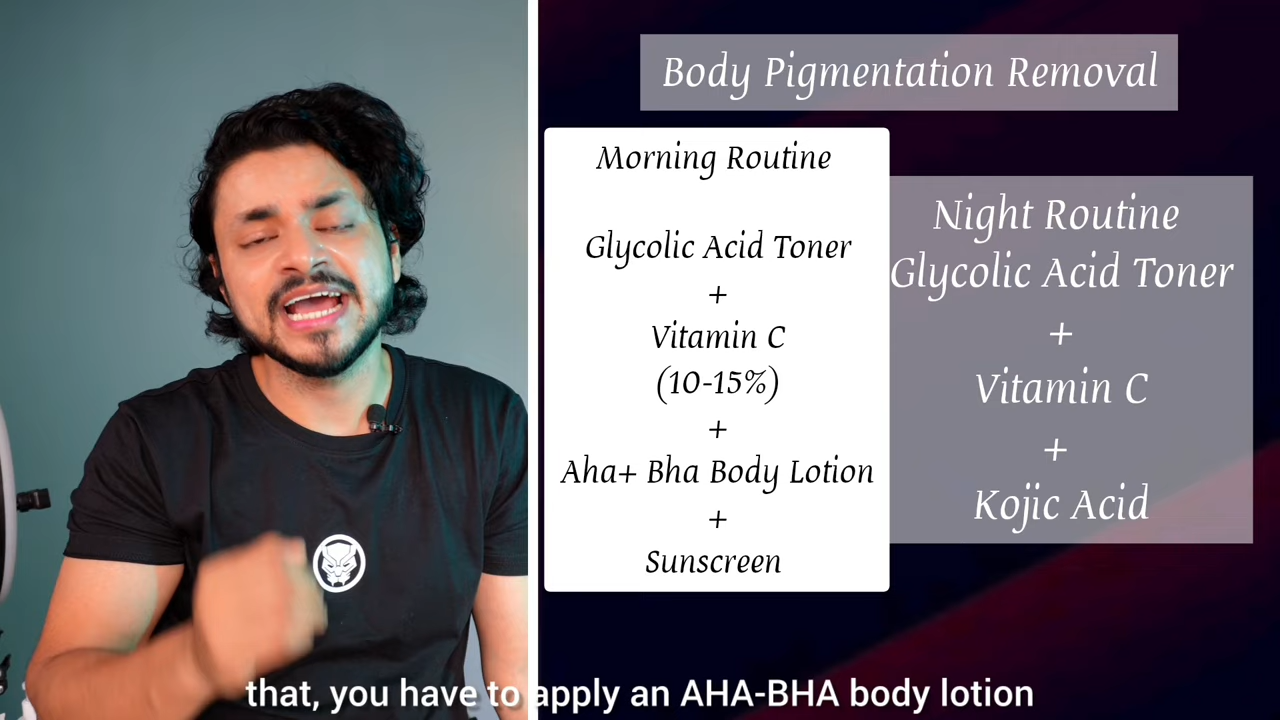 Body Pigmentation Removal
Morning Routine
Glycolic Acid Toner
+
Vitamin C
(10-15%)
+
Aha+ Bha Body Lotion
+
Sunscreen
Night Routine
Glycolic Acid Toner
+
Vitamin C
+
Kojic Acid
that, you have to apply an AHA-BHA body lotion